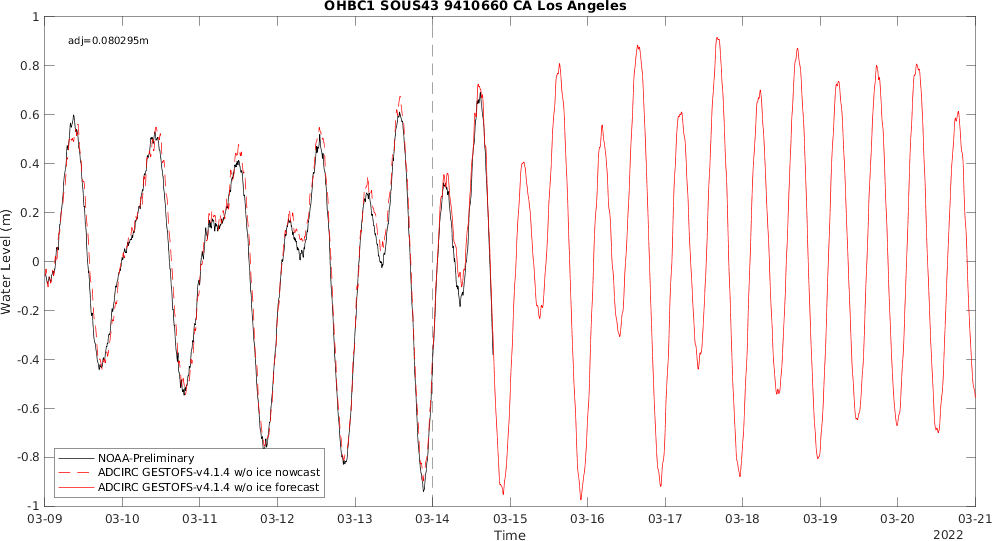 OHBC1 SOUS43 9410660 CA Los Angeles
adj=0.080295m
1
0.8
0.6
0.4
0.2
0
-0.2
-0.4
-0.6
-0.8
-1
Water Level (m)
NOAA-Preliminary
ADCIRC GESTOFS-v4.1.4 w/o ice nowcast
ADCIRC GESTOFS-v4.1.4 w/o ice forecast
03-09 03-10 03-11 03-12 03-13 03-14 03-15 03-16 03-17 03-18 03-19 03-20 03-21
Time
2022